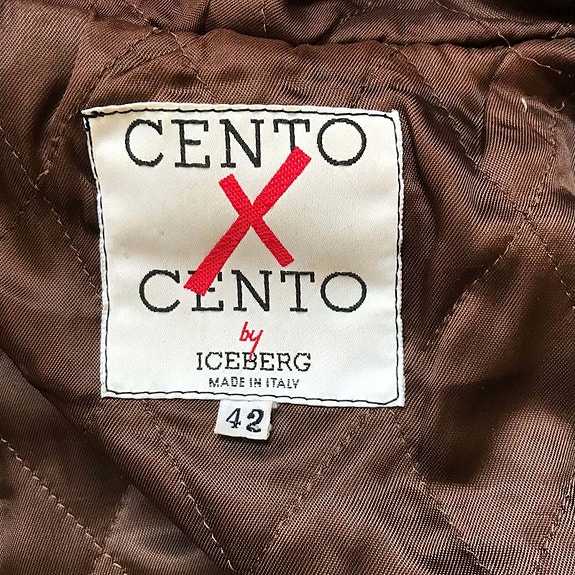 CENTO
X
CENTO
by
ICEBERG
MADE IN ITALY
42